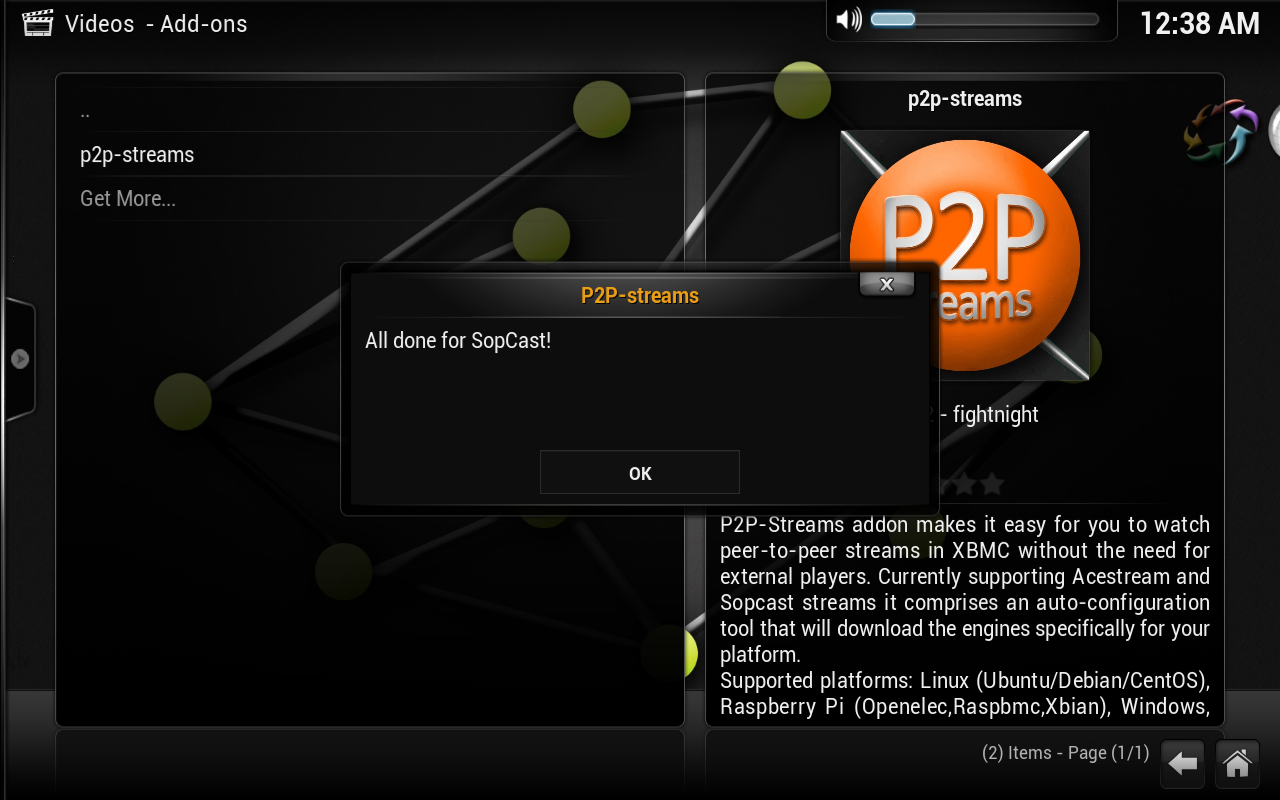 Videos - Add-ons
12:38 AM
..
p2p-streams
Get More...
p2p-streams
P2P
eams
- fightnight
P2P-streams
X
All done for SopCast!
OK
P2P-Streams addon makes it easy for you to watch
peer-to-peer streams in XBMC without the need for
external players. Currently supporting Acestream and
Sopcast streams it comprises an auto-configuration
tool that will download the engines specifically for your
platform.
Supported platforms: Linux (Ubuntu/Debian/CentOS),
Raspberry Pi (Openelec,Raspbmc,Xbian), Windows,
(2) Items - Page (1/1)